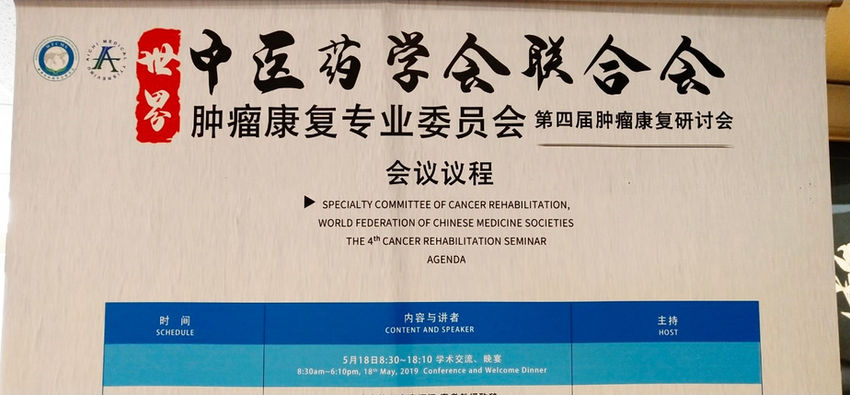 世界中医药学会联合会
肿瘤康复专业委员会 第四届肿瘤康复研讨会
会议议程
▶ SPECIALTY COMMITTEE OF CANCER REHABILITATION,
WORLD FEDERATION OF CHINESE MEDICINE SOCIETIES
THE 4th CANCER REHABILITATION SEMINAR
AGENDA
时 间 内容与讲者 主持
SCHEDULE CONTENT AND SPEAKER HOST
5月18日8:30~18:10 学术交流、晚宴
8:30am~6:10pm, 18th May, 2019 Conference and Welcome Dinner